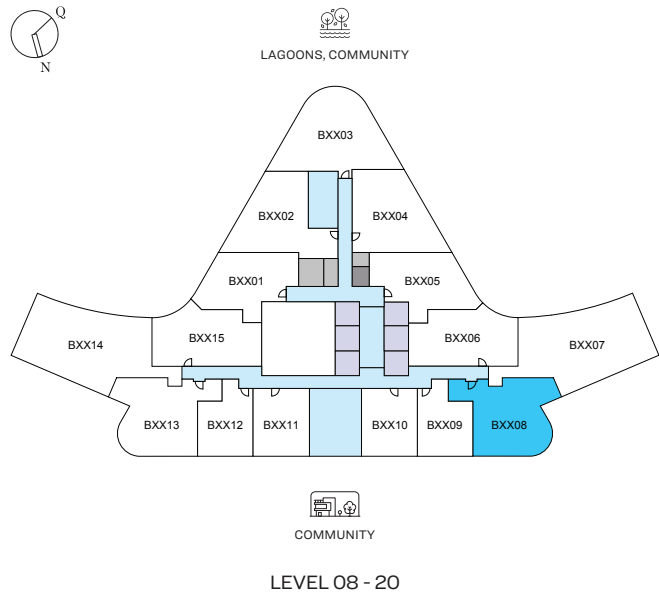 Q
N
LAGOONS, COMMUNITY
BXX03
BXX02
BXX04
BXX01
BXX05
BXX14
BXX15
BXX06
BXX07
BXX13
BXX12
BXX11
BXX10
BXX09
BXX08
COMMUNITY
LEVEL 08 - 20